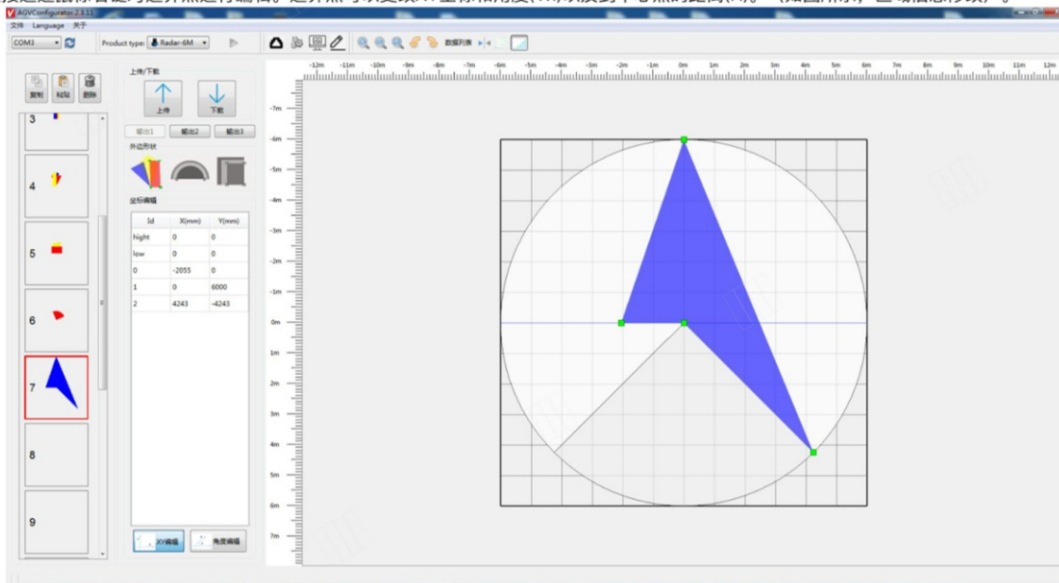 AGVConfigurator 2.3.11
文件 Language 关于
COM3 Product type: Radar-6M 数据列表
复制 粘贴 删除
上传/下载
上传 下载
输出1 输出2 输出3
外边形状
坐标编辑
Id X(mm) Y(mm)
hight 0 0
low 0 0
0 -2055 0
1 0 6000
2 4243 -4243
XY编辑 角度编辑
3
4
5
6
7
8
9
-12m -11m -10m -9m -8m -7m -6m -5m -4m -3m -2m -1m 0m 1m 2m 3m 4m 5m 6m 7m 8m 9m 10m 11m 12m
-7m
-6m
-5m
-4m
-3m
-2m
-1m
0m
1m
2m
3m
4m
5m
6m
7m